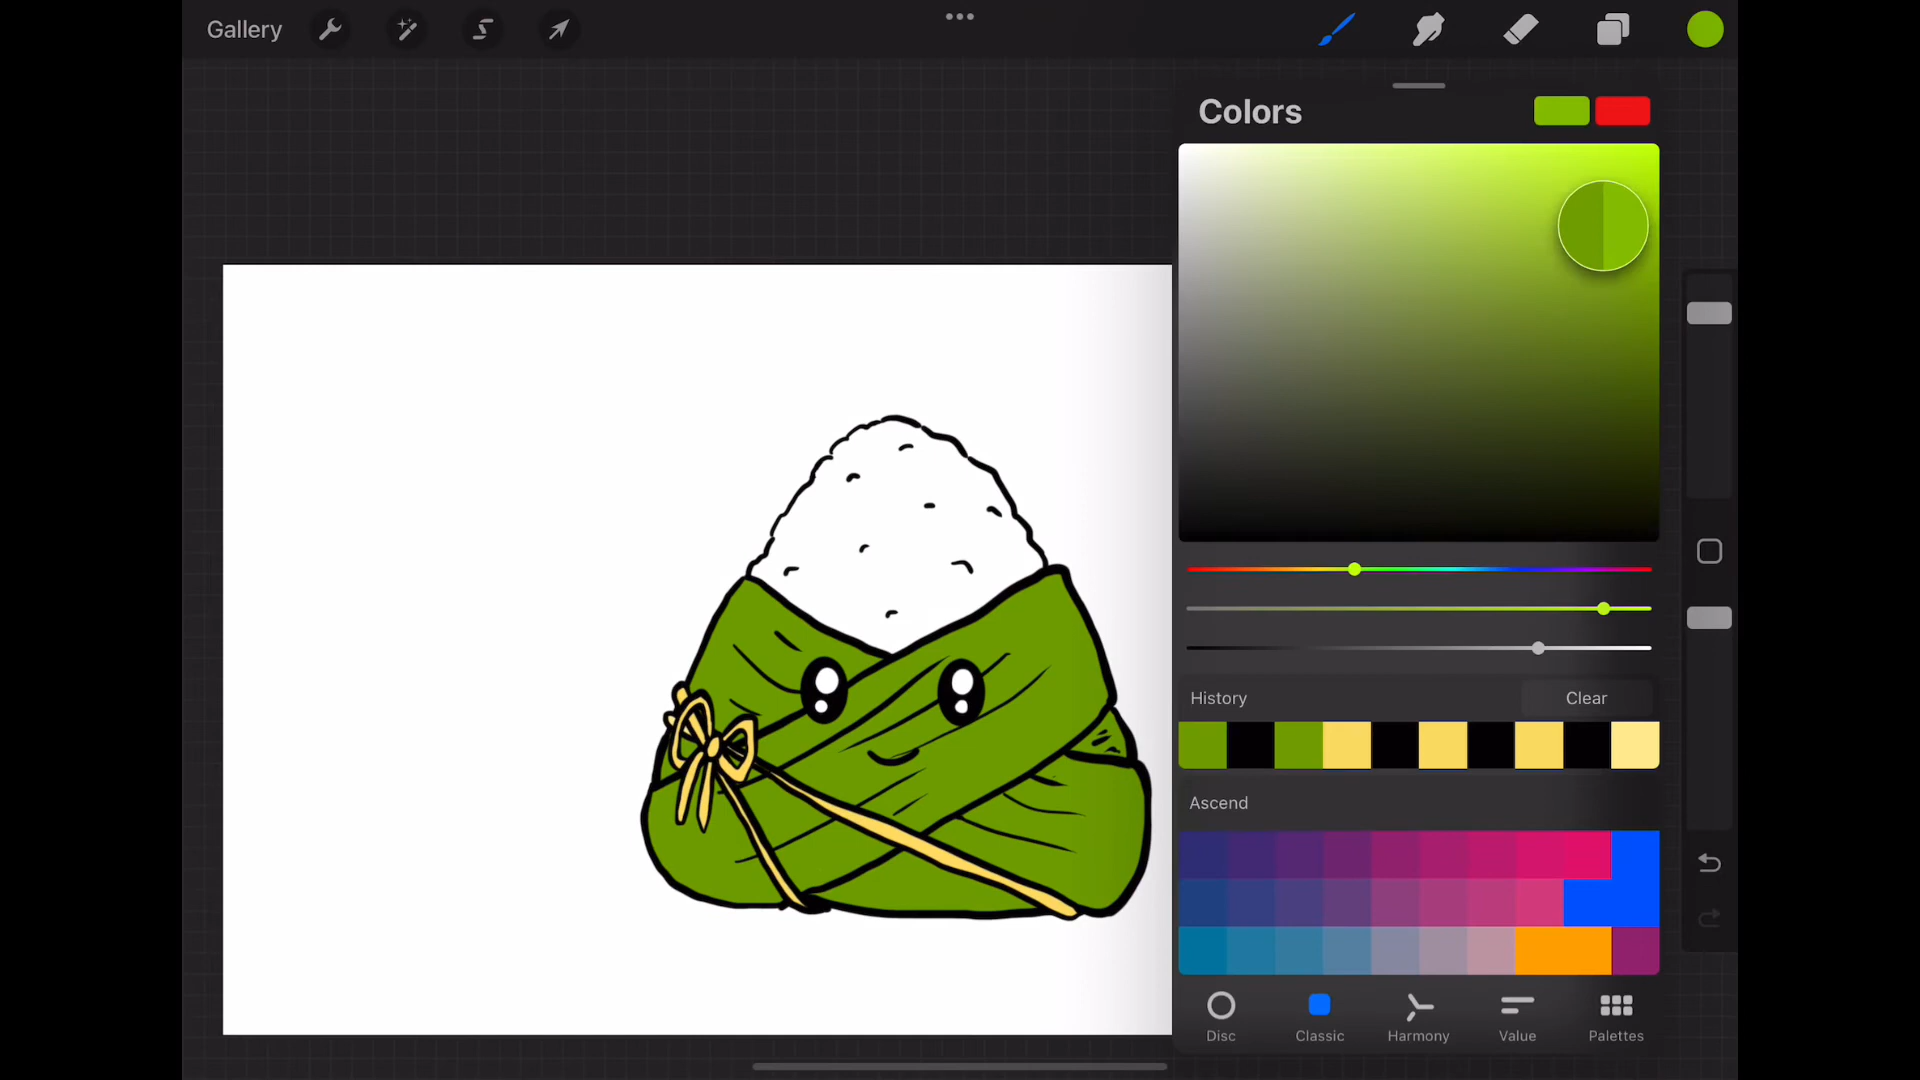 Gallery
Colors
History
Clear
Ascend
Disc
Classic
Harmony
Value
Palettes